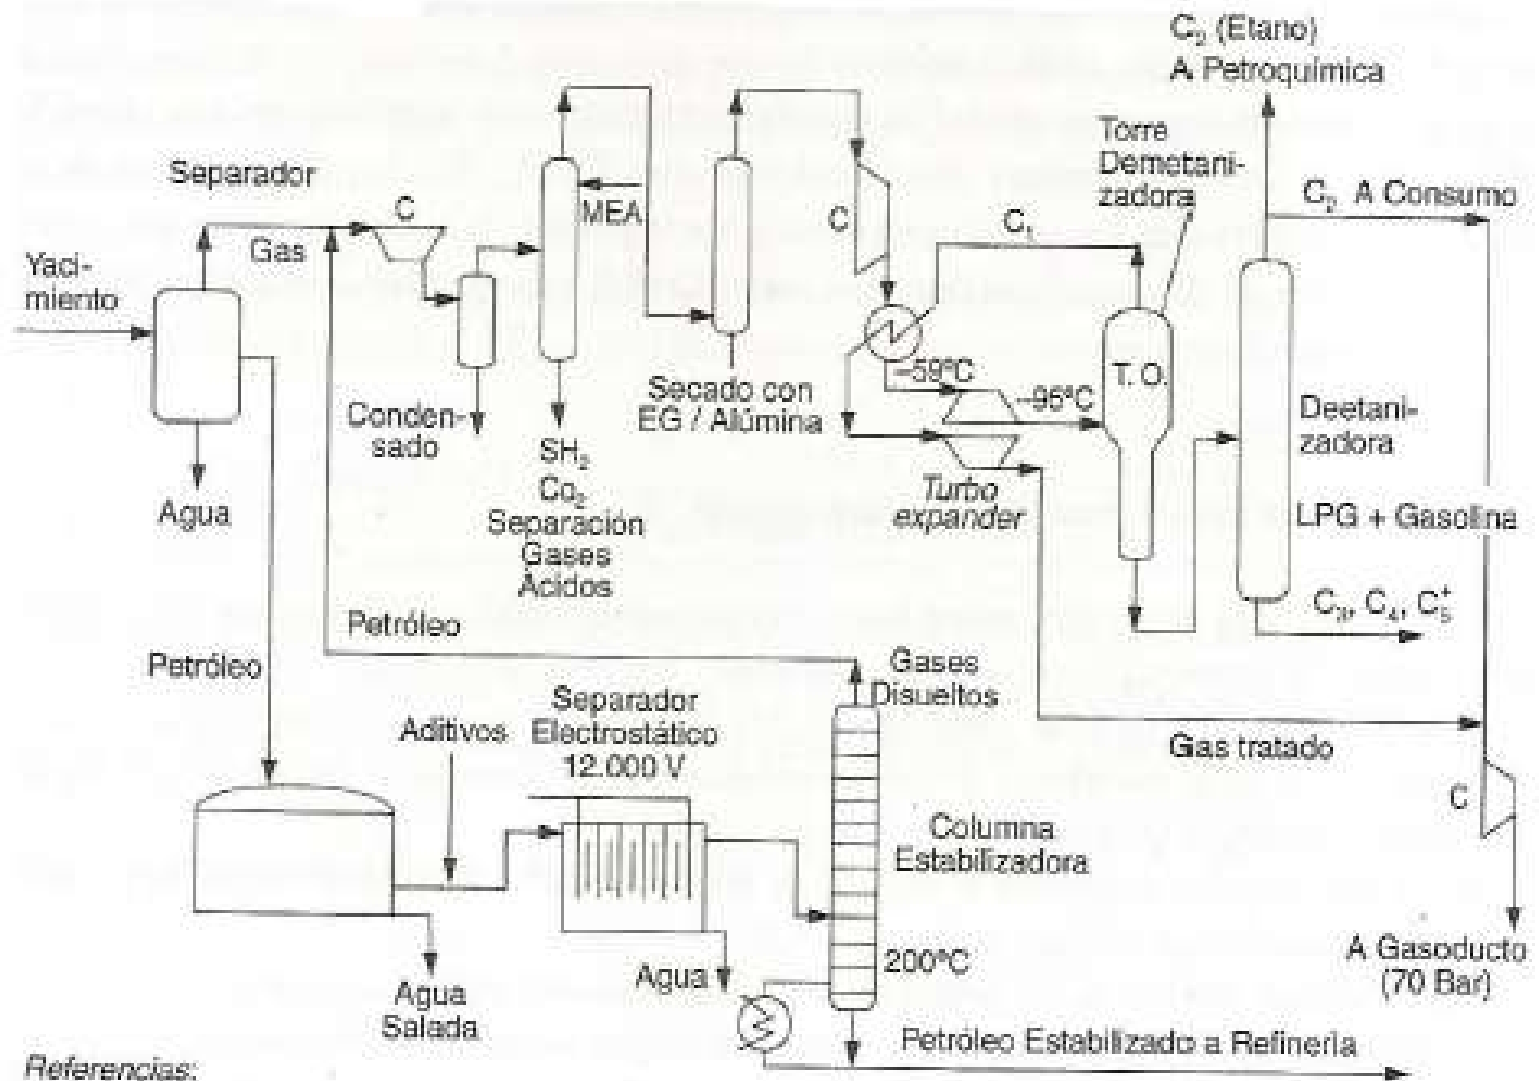 C₂ (Etano)
A Petroquímica
Torre
Demetani-
zadora
Separador
C
MEA
C
C₁
C₂ A Consumo
Gas
Yaci-
miento
-59°C
-96°C
T. O.
Secado con
EG / Alúmina
Conden-
sado
Deetani-
zadora
SH₂
Co₂
Separación
Gases
Acidos
Turbo
expander
Agua
LPG + Gasolina
C₃, C₄, C₅⁺
Petróleo
Petróleo
Gases
Disueltos
Separador
Electrostático
12.000 V
Aditivos
Gas tratado
C
Columna
Estabilizadora
200°C
Agua
A Gasoducto
(70 Bar)
Agua
Salada
Petróleo Estabilizado a Refinería
Referencias: